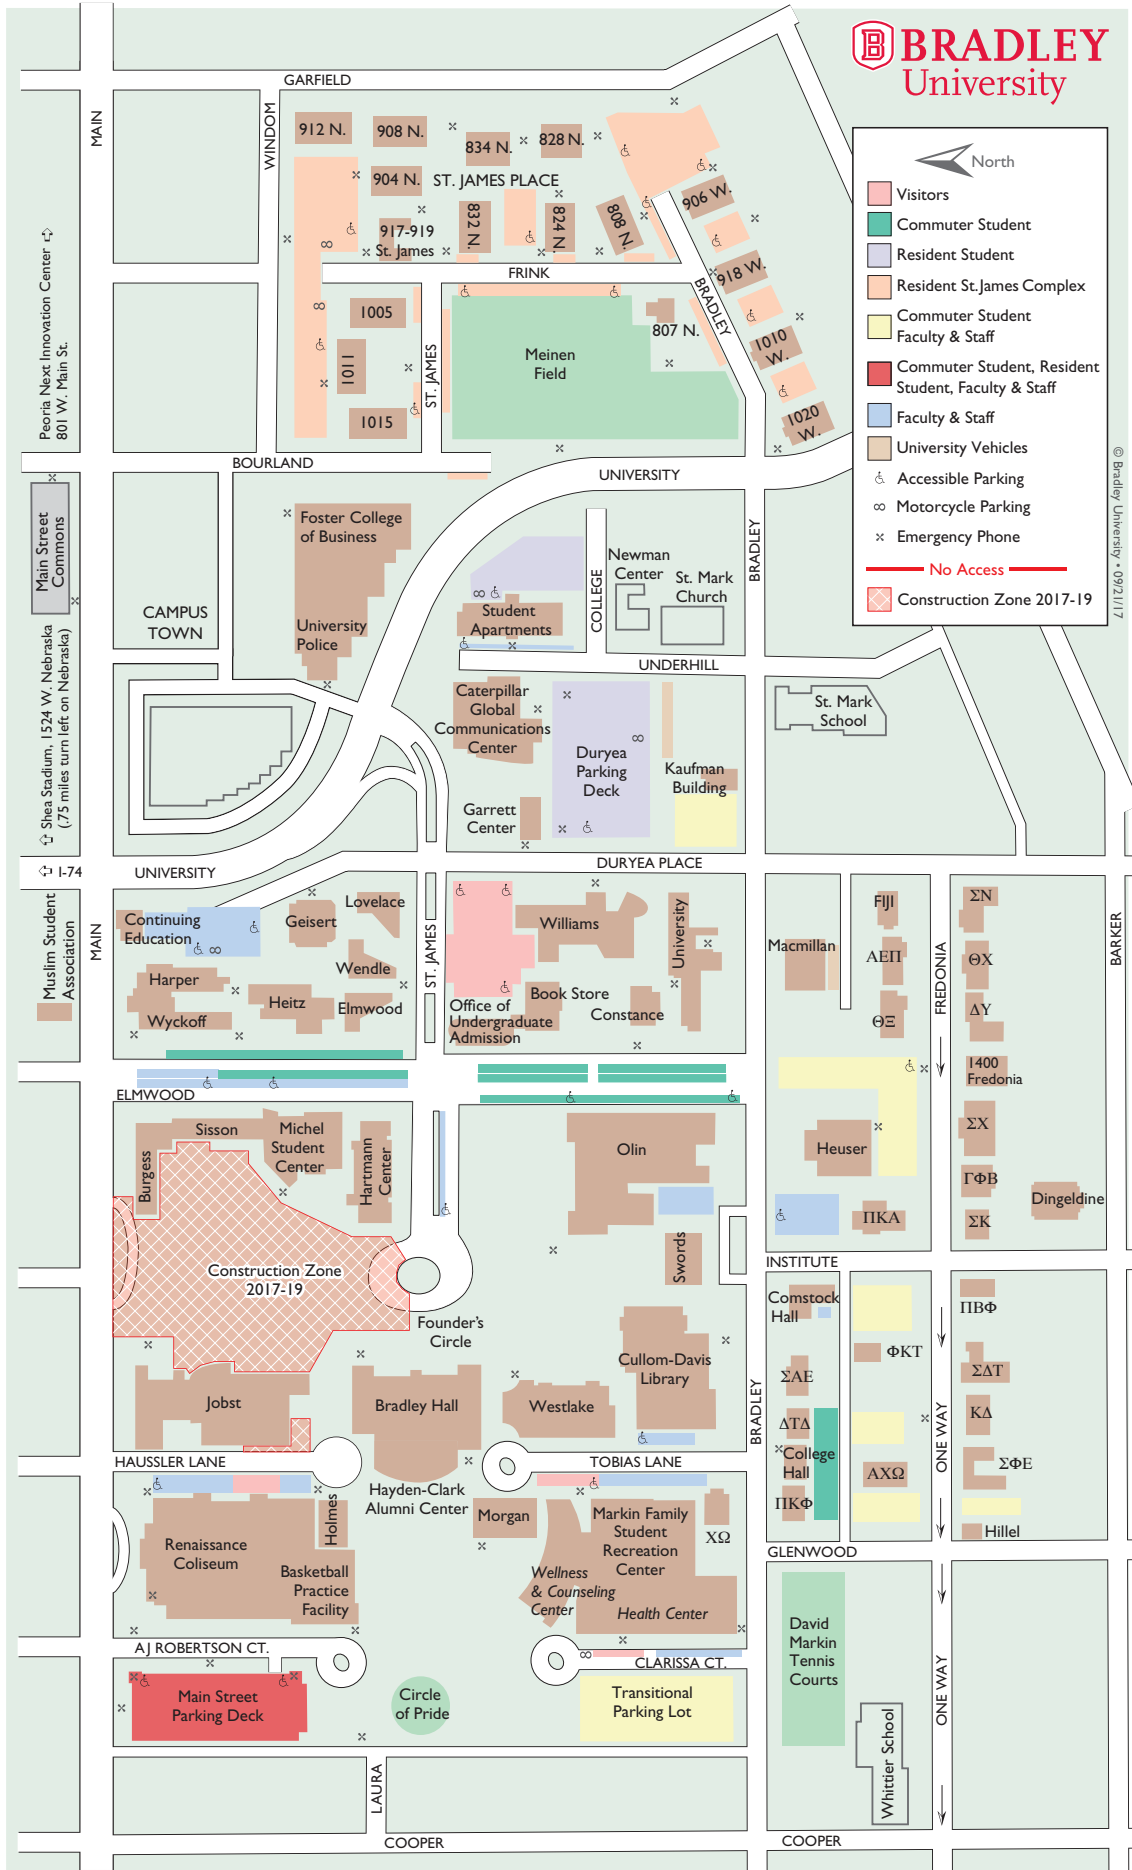 BRADLEY
University
North
Visitors
Commuter Student
Resident Student
Resident St.James Complex
Commuter Student
Faculty & Staff
Commuter Student, Resident
Student, Faculty & Staff
Faculty & Staff
University Vehicles
Accessible Parking
Motorcycle Parking
Emergency Phone
No Access
Construction Zone 2017-19
© Bradley University • 09/21/17
GARFIELD
MAIN
WINDOM
912 N.
908 N.
834 N.
828 N.
904 N.
ST. JAMES PLACE
917-919
St. James
832 N.
824 N.
808 N.
906 W.
918 W.
FRINK
BRADLEY
1005
1011
1015
ST. JAMES
Meinen
Field
807 N.
1010
W.
1020
W.
Peoria Next Innovation Center
801 W. Main St.
BOURLAND
UNIVERSITY
Main Street
Commons
Foster College
of Business
University
Police
CAMPUS
TOWN
Student
Apartments
COLLEGE
Newman
Center
St. Mark
Church
BRADLEY
UNDERHILL
Shea Stadium, 1524 W. Nebraska
(.75 miles turn left on Nebraska)
Caterpillar
Global
Communications
Center
Duryea
Parking
Deck
Kaufman
Building
Garrett
Center
St. Mark
School
I-74
UNIVERSITY
DURYEA PLACE
Muslim Student
Association
MAIN
Continuing
Education
Geisert
Lovelace
Wendle
Harper
Heitz
Elmwood
Wyckoff
ST. JAMES
Williams
University
Office of
Undergraduate
Admission
Book Store
Constance
Macmillan
FIJI
ΑΕΠ
ΘΞ
FREDONIA
ΣΝ
ΘΧ
ΔΥ
1400
Fredonia
BARKER
ELMWOOD
Burgess
Sisson
Michel
Student
Center
Hartmann
Center
Olin
Swords
Heuser
ΠΚΑ
ΣΧ
ΓΦΒ
ΣΚ
Dingeldine
Construction Zone
2017-19
Founder's
Circle
INSTITUTE
Comstock
Hall
ΠΒΦ
ΦΚΤ
Cullom-Davis
Library
ΣΑΕ
ΣΔΤ
Jobst
Bradley Hall
Westlake
BRADLEY
ΔΤΔ
ΚΔ
ONE WAY
College
Hall
ΑΧΩ
ΣΦΕ
ΠΚΦ
Hillel
HAUSSLER LANE
TOBIAS LANE
Hayden-Clark
Alumni Center
Holmes
Renaissance
Coliseum
Basketball
Practice
Facility
Morgan
Markin Family
Student
Recreation
Center
ΧΩ
Wellness
& Counseling
Center
Health Center
GLENWOOD
David
Markin
Tennis
Courts
AJ ROBERTSON CT.
CLARISSA CT.
Main Street
Parking Deck
Circle
of Pride
Transitional
Parking Lot
ONE WAY
Whittier School
LAURA
COOPER
COOPER